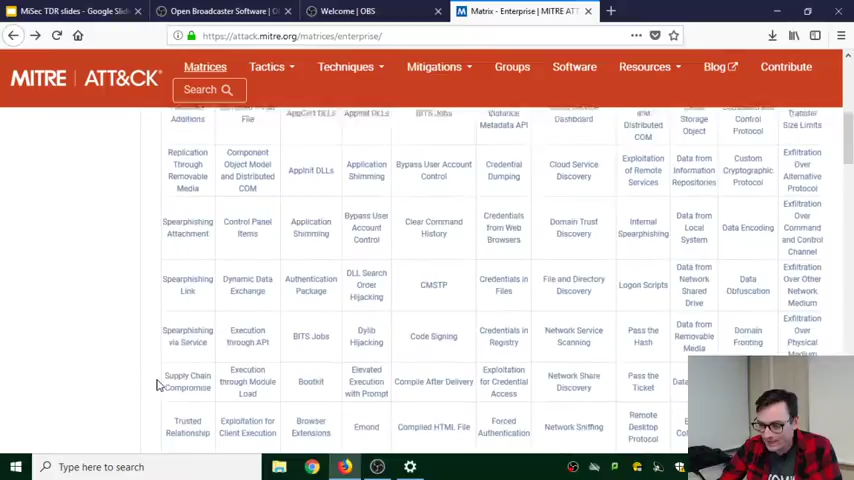 MiSec TDR slides - Google Slid
Open Broadcaster Software | O
Welcome | OBS
Matrix - Enterprise | MITRE ATT
https://attack.mitre.org/matrices/enterprise/
MITRE | ATT&CK
Matrices
Tactics
Techniques
Mitigations
Groups
Software
Resources
Blog
Contribute
Search
Additions
File
AppCert DLLs
AppInit DLLs
BITS Jobs
Instance
Metadata API
Dashboard
and
Distributed
COM
Storage
Object
Control
Protocol
Transfer
Size Limits
Replication
Through
Removable
Media
Component
Object Model
and Distributed
COM
AppInit DLLs
Application
Shimming
Bypass User Account
Control
Credential
Dumping
Cloud Service
Discovery
Exploitation
of Remote
Services
Data from
Information
Repositories
Custom
Cryptographic
Protocol
Exfiltration
Over
Alternative
Protocol
Spearphishing
Attachment
Control Panel
Items
Application
Shimming
Bypass User
Account
Control
Clear Command
History
Credentials
from Web
Browsers
Domain Trust
Discovery
Internal
Spearphishing
Data from
Local
System
Data Encoding
Exfiltration
Over
Command
and Control
Channel
Spearphishing
Link
Dynamic Data
Exchange
Authentication
Package
DLL Search
Order
Hijacking
CMSTP
Credentials in
Files
File and Directory
Discovery
Logon Scripts
Data from
Network
Shared
Drive
Data
Obfuscation
Exfiltration
Over Other
Network
Medium
Spearphishing
via Service
Execution
through API
BITS Jobs
Dylib
Hijacking
Code Signing
Credentials in
Registry
Network Service
Scanning
Pass the
Hash
Data from
Removable
Media
Domain
Fronting
Exfiltration
Over
Physical
Medium
Supply Chain
Compromise
Execution
through Module
Load
Bootkit
Elevated
Execution
with Prompt
Compile After Delivery
Exploitation
for Credential
Access
Network Share
Discovery
Pass the
Ticket
Trusted
Relationship
Exploitation for
Client Execution
Browser
Extensions
Emond
Compiled HTML File
Forced
Authentication
Network Sniffing
Remote
Desktop
Protocol
Type here to search